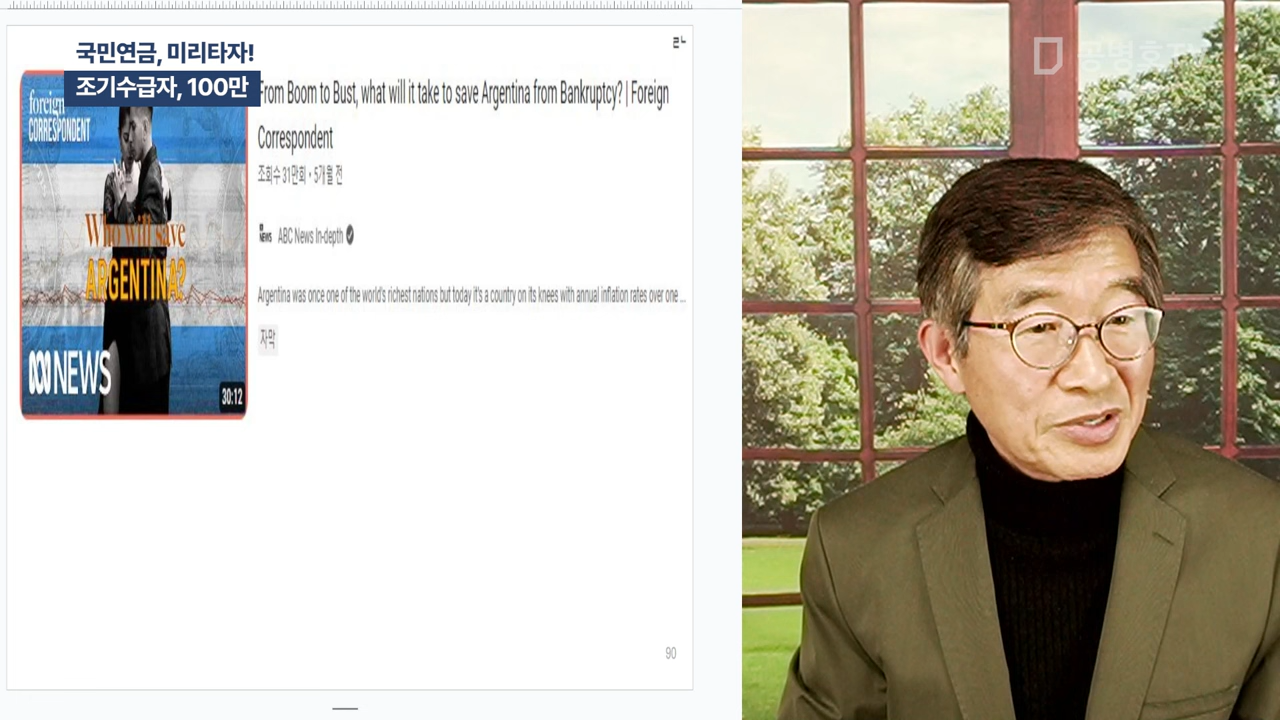 국민연금, 미리타자!
조기수급자, 100만
foreign
CORRESPONDENT
Who will save
ARGENTINA?
NEWS
30:12
From Boom to Bust, what will it take to save Argentina from Bankruptcy? | Foreign
Correspondent
조회수 31만회 • 5개월 전
NEWS
ABC News In-depth
Argentina was once one of the world's richest nations but today it's a country on its knees with annual inflation rates over one ...
자막
90